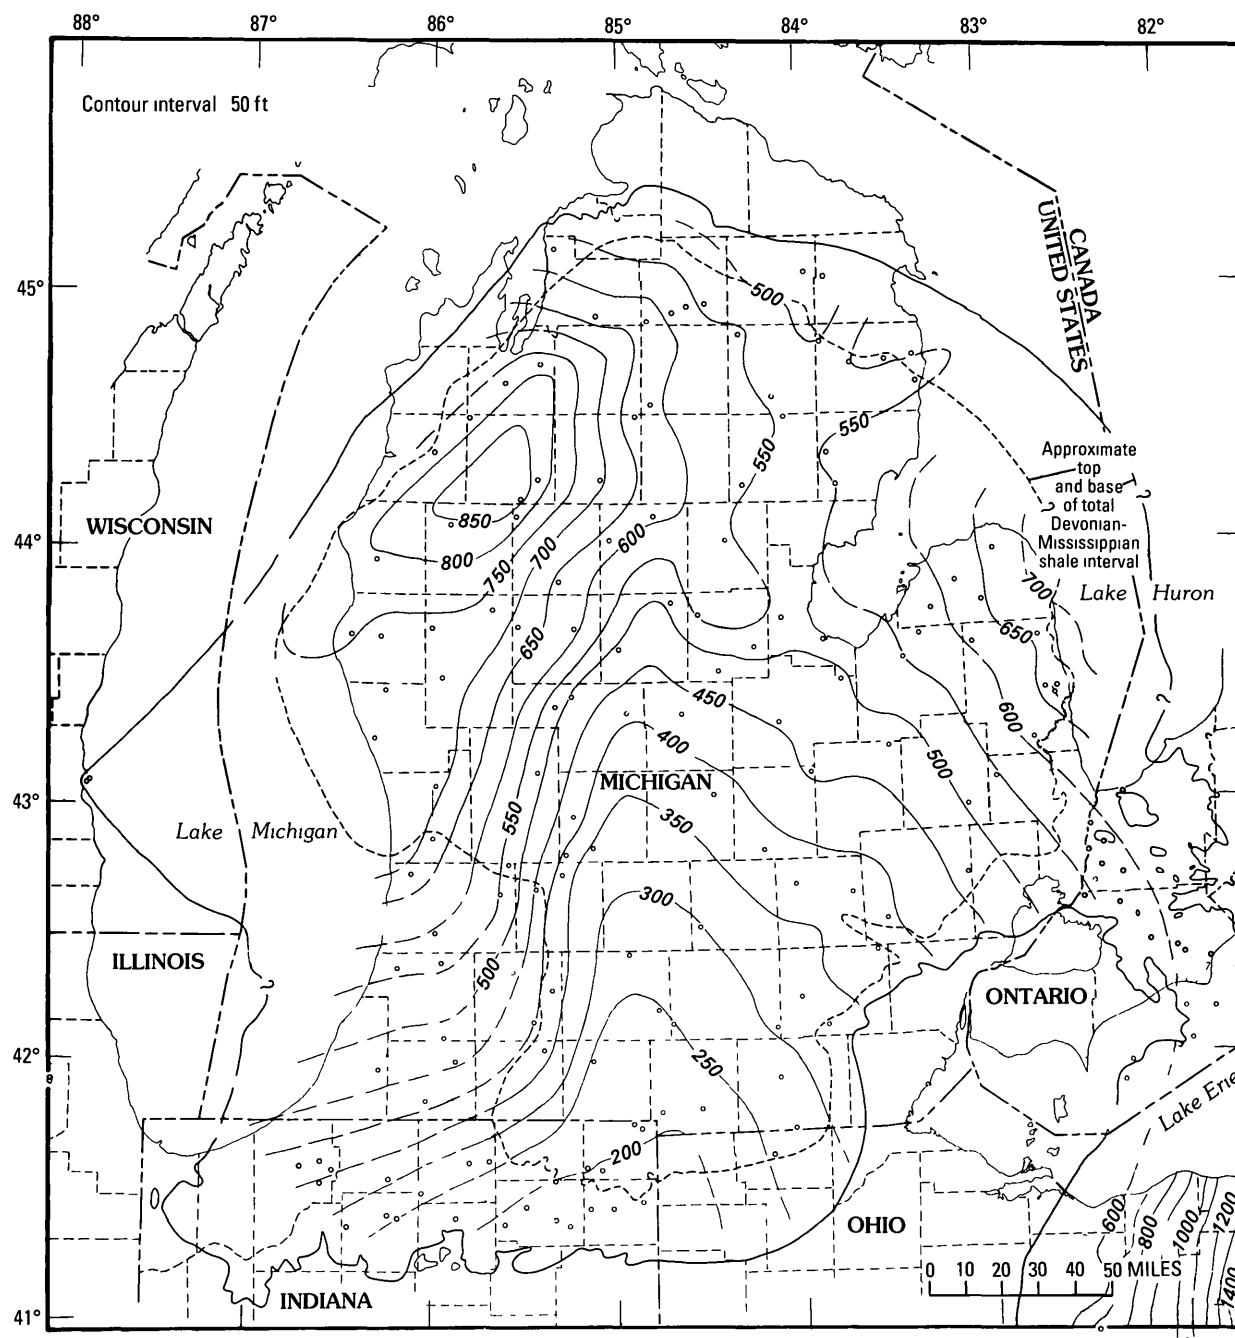 88°
87°
86°
85°
84°
83°
82°
Contour interval 50 ft
CANADA
UNITED STATES
45°
500
550
550
Approximate
top
and base
of total
Devonian-
Mississippian
shale interval
?
?
WISCONSIN
850
600
44°
800
750
700
700
Lake Huron
650
650
450
600
?
400
500
MICHIGAN
43°
550
350
Lake Michigan
300
ILLINOIS
500
?
ONTARIO
42°
250
Lake Erie
200
600
800
1000
1200
1400
OHIO
0 10 20 30 40 50 MILES
INDIANA
41°